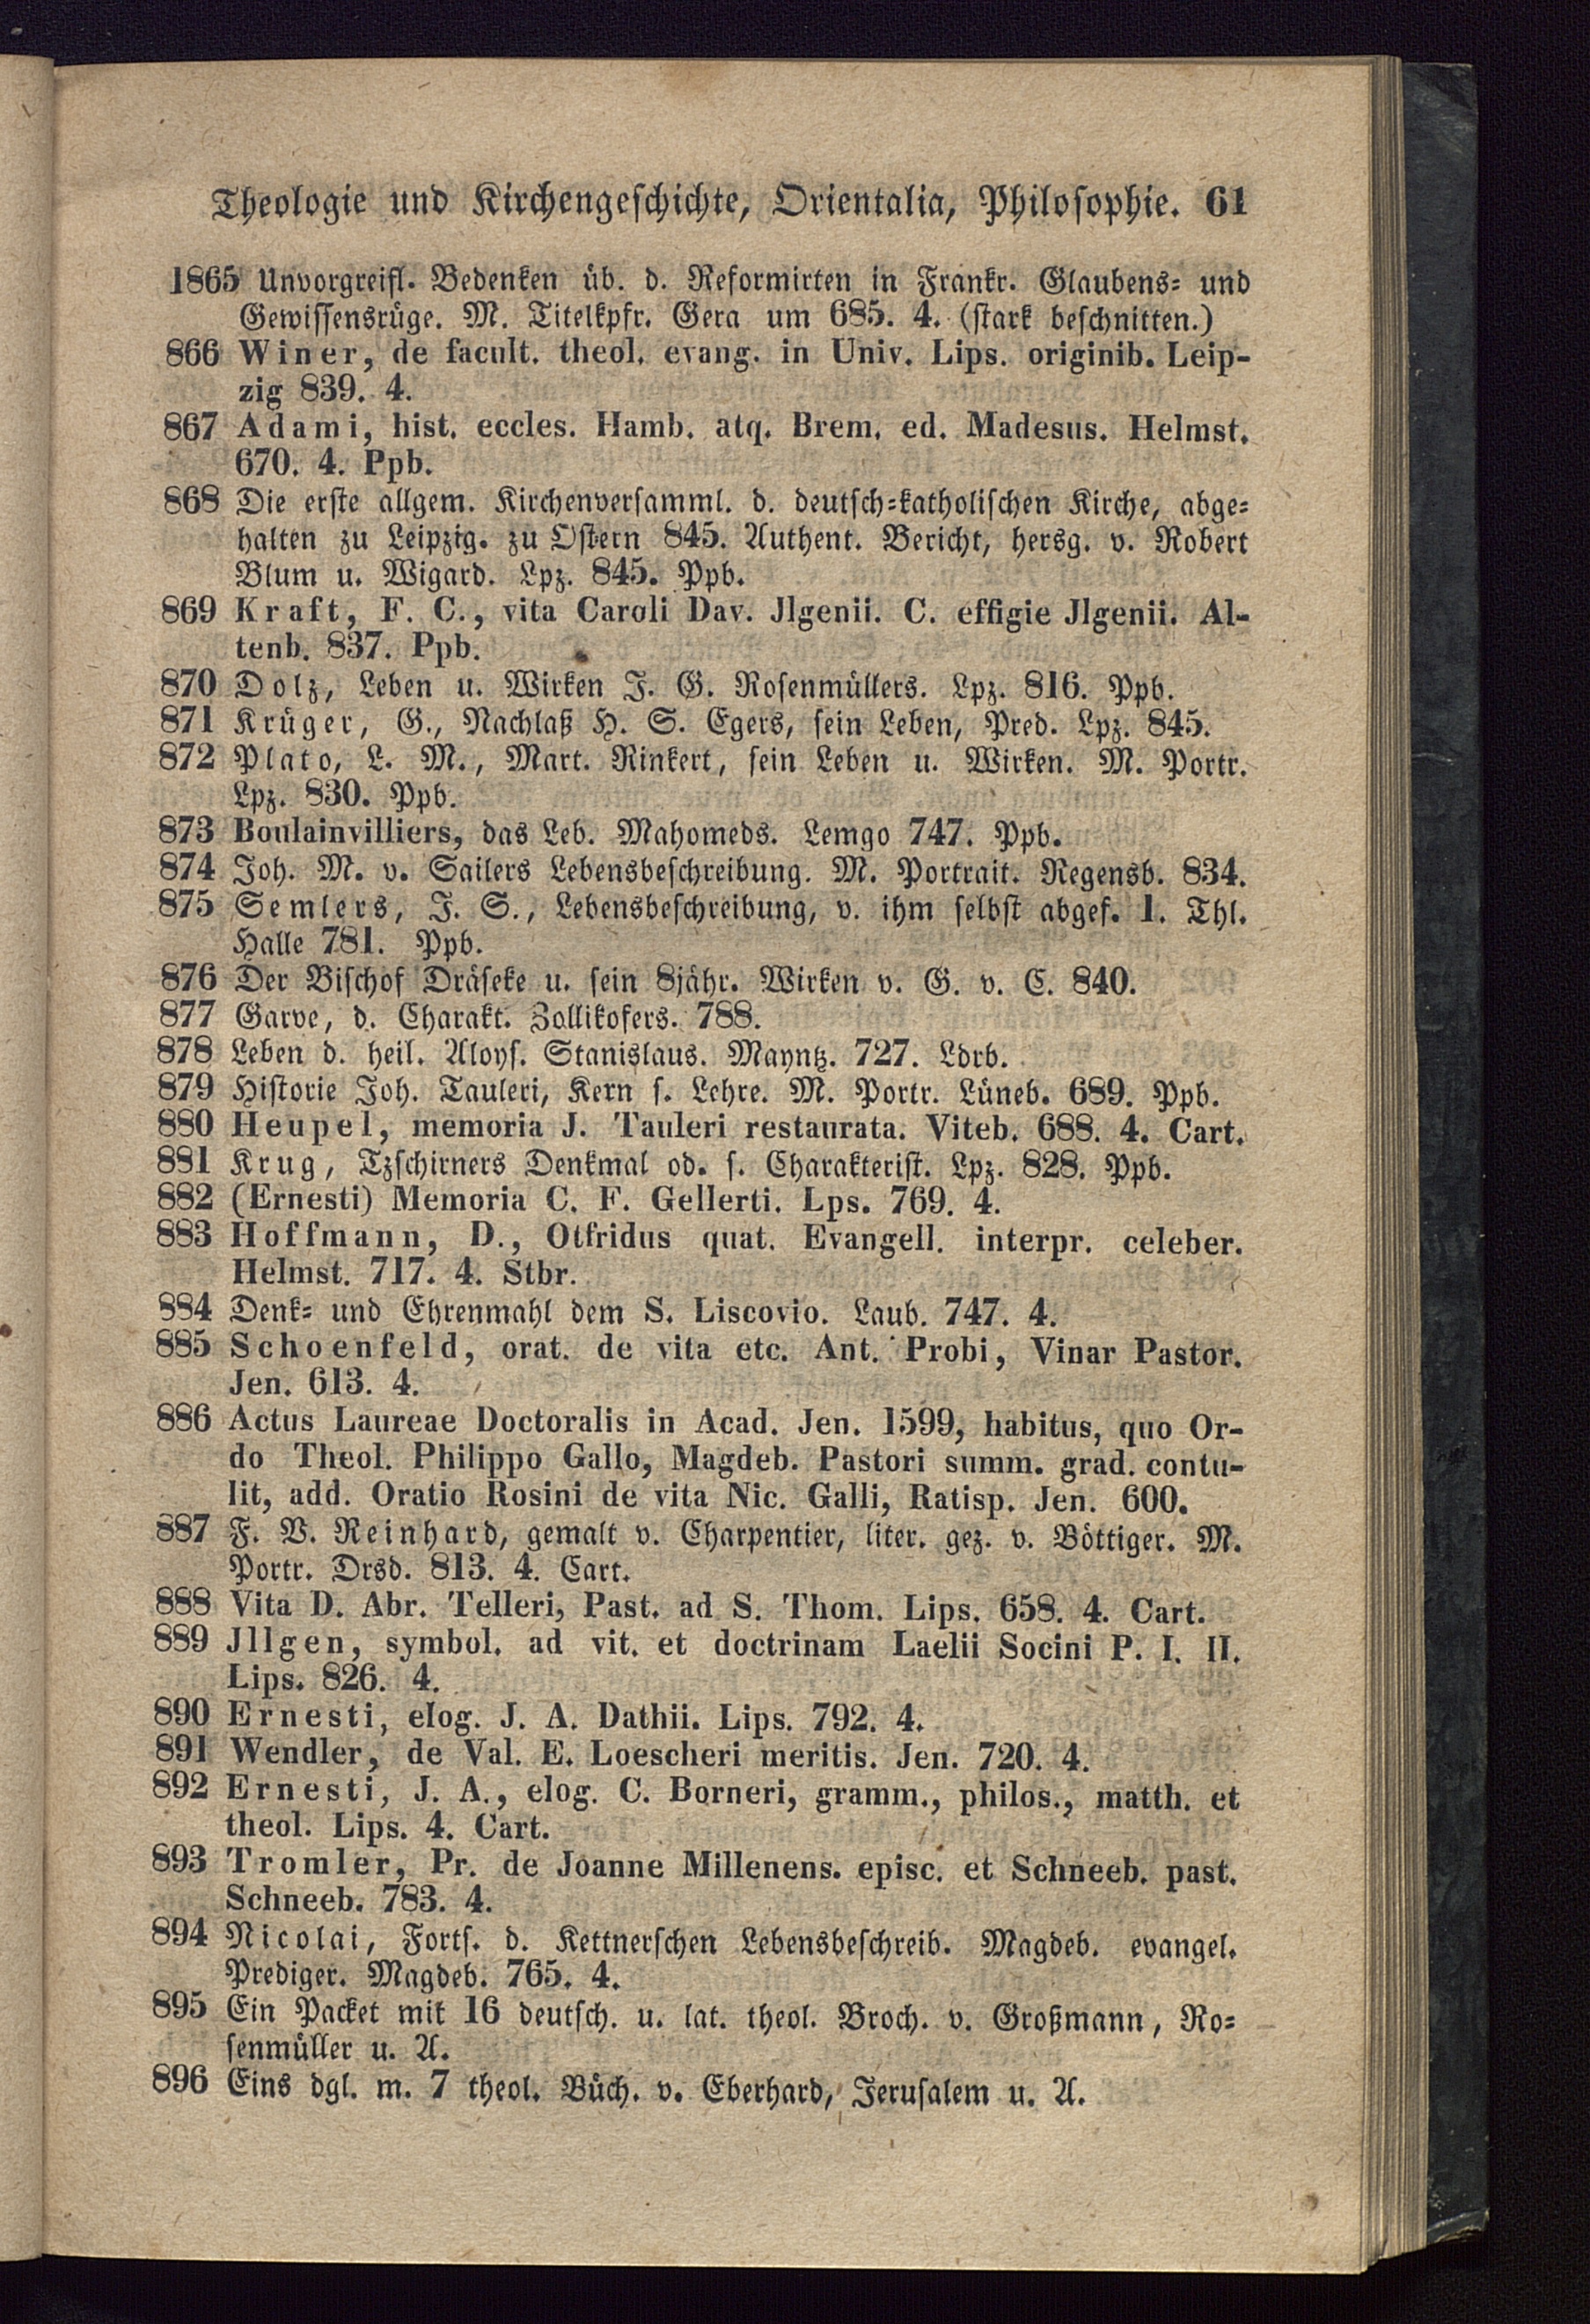 Theologie und Kirchengeschichte, Orientalia, Philosophie. 61
1865 Unvorgreifl. Bedenken üb. d. Reformirten in Frankr. Glaubens- und
Gewissensrüge. M. Titelkpfr. Gera um 685. 4. (stark beschnitten.)
866 Winer, de facult. theol. evang. in Univ. Lips. originib. Leip-
zig 839. 4.
867 Adami, hist. eccles. Hamb. atq. Brem. ed. Madesus. Helmst.
670. 4. Ppb.
868 Die erste allgem. Kirchenversamml. d. deutsch-katholischen Kirche, abge-
halten zu Leipzig. zu Ostern 845. Authent. Bericht, hersg. v. Robert
Blum u. Wigard. Lpz. 845. Ppb.
869 Kraft, F. C., vita Caroli Dav. Jlgenii. C. effigie Jlgenii. Al-
tenb. 837. Ppb.
870 Dolz, Leben u. Wirken J. G. Rosenmüllers. Lpz. 816. Ppb.
871 Krüger, G., Nachlaß H. S. Egers, sein Leben, Pred. Lpz. 845.
872 Plato, L. M., Mart. Rinkert, sein Leben u. Wirken. M. Portr.
Lpz. 830. Ppb.
873 Boulainvilliers, das Leb. Mahomeds. Lemgo 747. Ppb.
874 Joh. M. v. Sailers Lebensbeschreibung. M. Portrait. Regensb. 834.
875 Semlers, J. S., Lebensbeschreibung, v. ihm selbst abgef. 1. Thl.
Halle 781. Ppb.
876 Der Bischof Dräseke u. sein 8jähr. Wirken v. G. v. C. 840.
877 Garve, d. Charakt. Zollikofers. 788.
878 Leben d. heil. Aloys. Stanislaus. Mayntz. 727. Ldrb.
879 Historie Joh. Tauleri, Kern s. Lehre. M. Portr. Lüneb. 689. Ppb.
880 Heupel, memoria J. Tauleri restaurata. Viteb. 688. 4. Cart.
881 Krug, Tzschirners Denkmal od. s. Charakterist. Lpz. 828. Ppb.
882 (Ernesti) Memoria C. F. Gellerti. Lps. 769. 4.
883 Hoffmann, D., Otfridus quat. Evangell. interpr. celeber.
Helmst. 717. 4. Stbr.
884 Denk- und Ehrenmahl dem S. Liscovio. Laub. 747. 4.
885 Schoenfeld, orat. de vita etc. Ant. Probi, Vinar Pastor.
Jen. 613. 4.
886 Actus Laureae Doctoralis in Acad. Jen. 1599, habitus, quo Or-
do Theol. Philippo Gallo, Magdeb. Pastori summ. grad. contu-
lit, add. Oratio Rosini de vita Nic. Galli, Ratisp. Jen. 600.
887 F. V. Reinhard, gemalt v. Charpentier, liter. gez. v. Böttiger. M.
Portr. Drsd. 813. 4. Cart.
888 Vita D. Abr. Telleri, Past. ad S. Thom. Lips. 658. 4. Cart.
889 Jllgen, symbol. ad vit. et doctrinam Laelii Socini P. I. II.
Lips. 826. 4.
890 Ernesti, elog. J. A. Dathii. Lips. 792. 4.
891 Wendler, de Val. E. Loescheri meritis. Jen. 720. 4.
892 Ernesti, J. A., elog. C. Borneri, gramm., philos., matth. et
theol. Lips. 4. Cart.
893 Tromler, Pr. de Joanne Millenens. episc. et Schneeb. past.
Schneeb. 783. 4.
894 Nicolai, Forts. d. Kettnerschen Lebensbeschreib. Magdeb. evangel.
Prediger. Magdeb. 765. 4.
895 Ein Packet mit 16 deutsch. u. lat. theol. Broch. v. Großmann, Ro-
senmüller u. A.
896 Eins dgl. m. 7 theol. Büch. v. Eberhard, Jerusalem u. A.